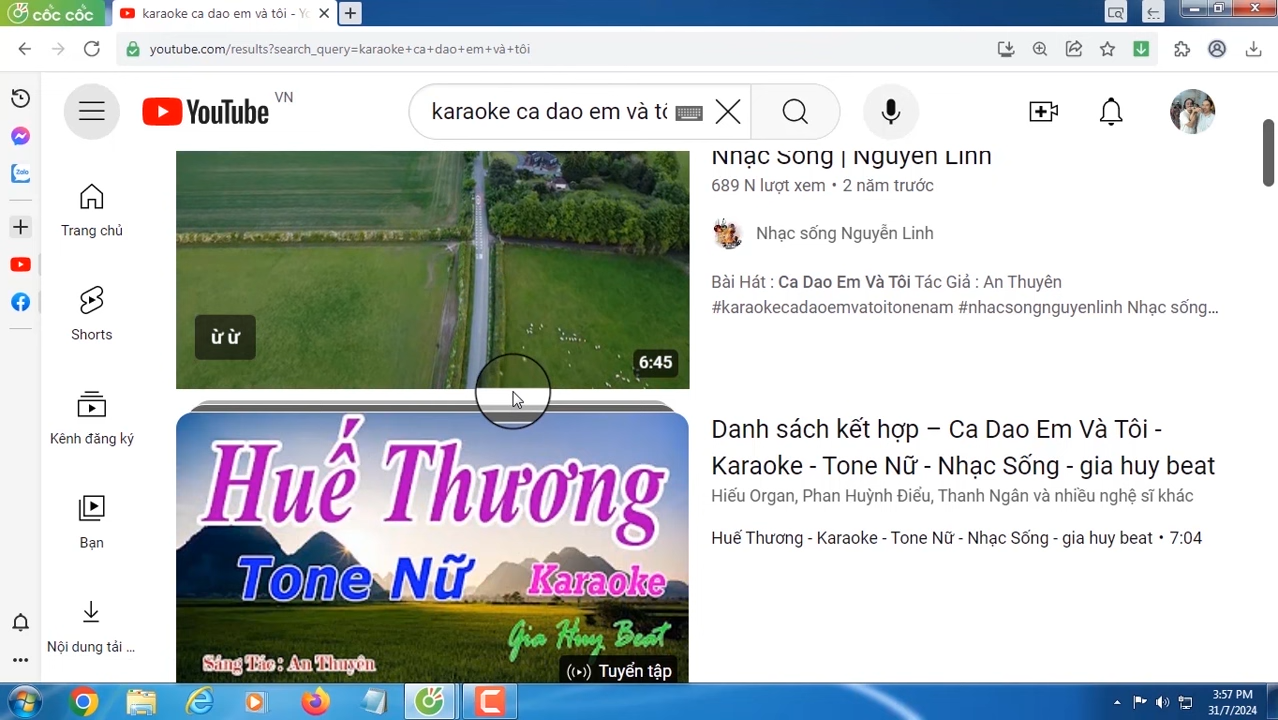 cốc cốc
karaoke ca dao em và tôi - Yo
youtube.com/results?search_query=karaoke+ca+dao+em+và+tôi
YouTube VN
karaoke ca dao em và tô
Nhạc Sống | Nguyễn Linh
689 N lượt xem • 2 năm trước
Zalo
Trang chủ
Nhạc sống Nguyễn Linh
Bài Hát : Ca Dao Em Và Tôi Tác Giả : An Thuyên
#karaokecadaoemvatoitonenam #nhacsongnguyenlinh Nhạc sống...
Shorts
ừ ừ
6:45
Kênh đăng ký
Danh sách kết hợp – Ca Dao Em Và Tôi -
Karaoke - Tone Nữ - Nhạc Sống - gia huy beat
Hiếu Organ, Phan Huỳnh Điểu, Thanh Ngân và nhiều nghệ sĩ khác
Huế Thương - Karaoke - Tone Nữ - Nhạc Sống - gia huy beat • 7:04
Huế Thương
Tone Nữ
Karaoke
Gia Huy Beat
Sáng Tác : An Thuyên
Tuyển tập
Bạn
Nội dung tải ...
3:57 PM
31/7/2024